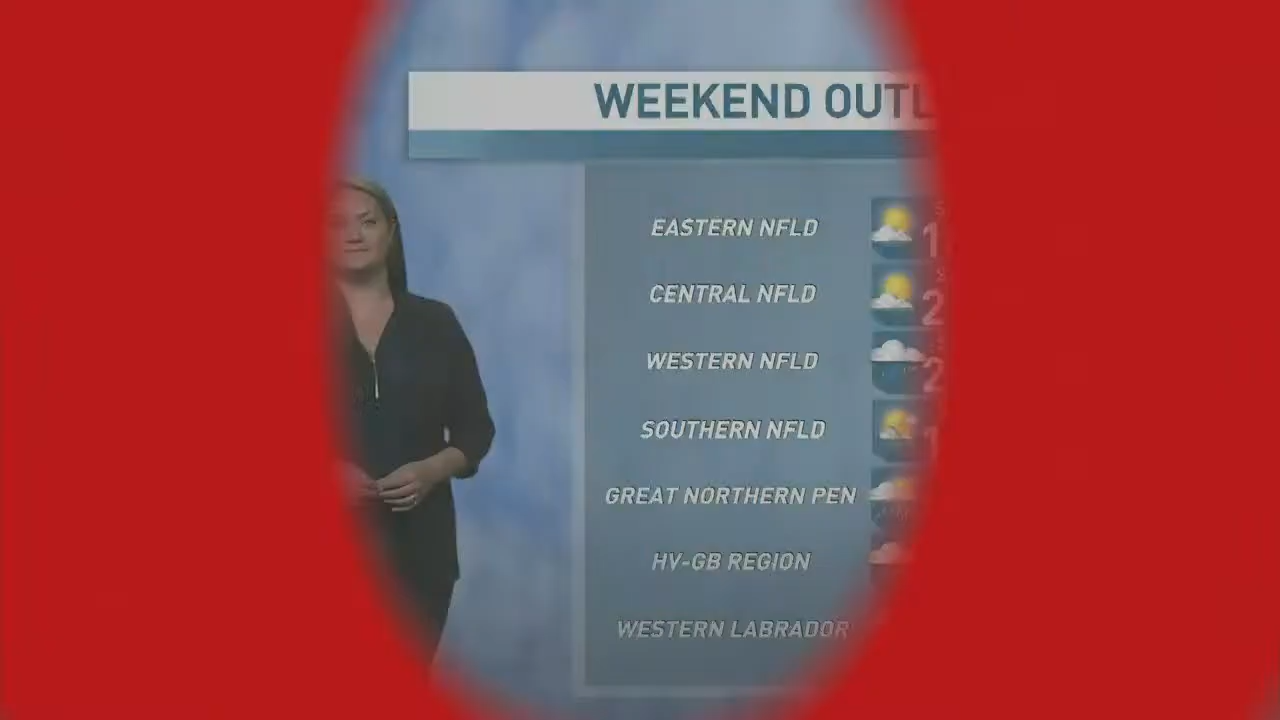 WEEKEND OUTL
EASTERN NFLD
CENTRAL NFLD
WESTERN NFLD
SOUTHERN NFLD
GREAT NORTHERN PEN
HV-GB REGION
WESTERN LABRADOR